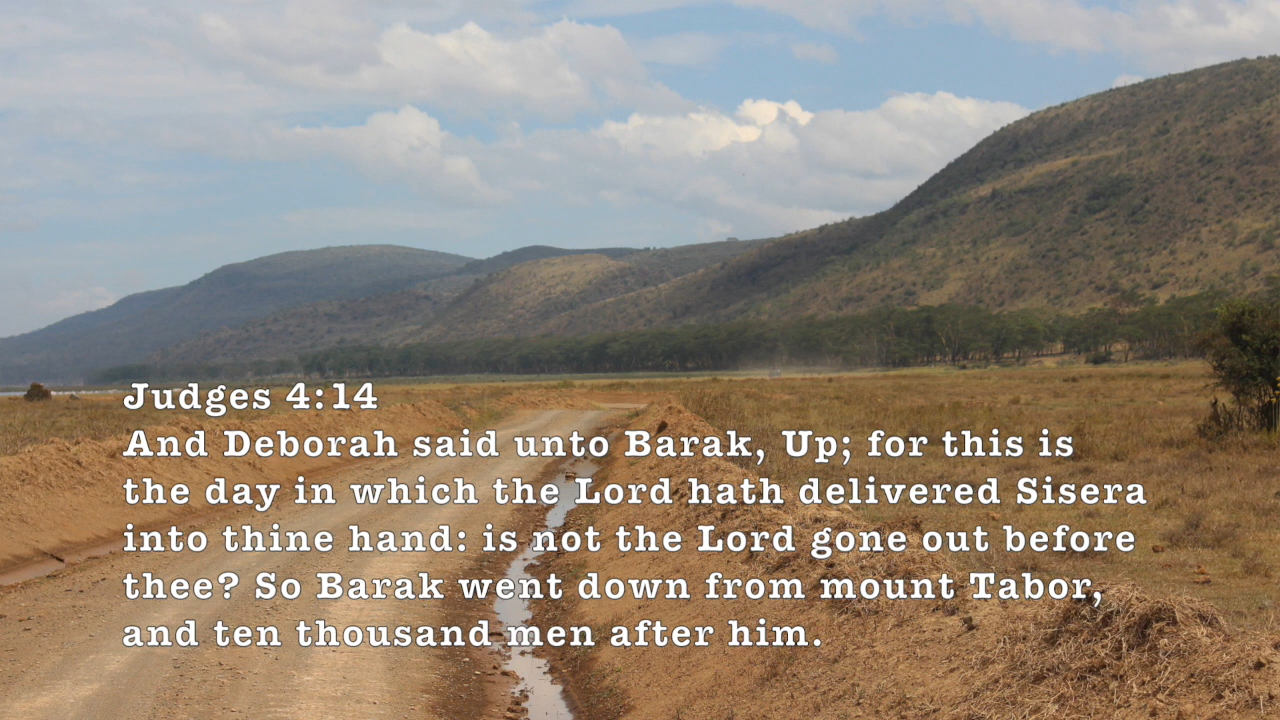 Judges 4:14
And Deborah said unto Barak, Up; for this is
the day in which the Lord hath delivered Sisera
into thine hand: is not the Lord gone out before
thee? So Barak went down from mount Tabor,
and ten thousand men after him.